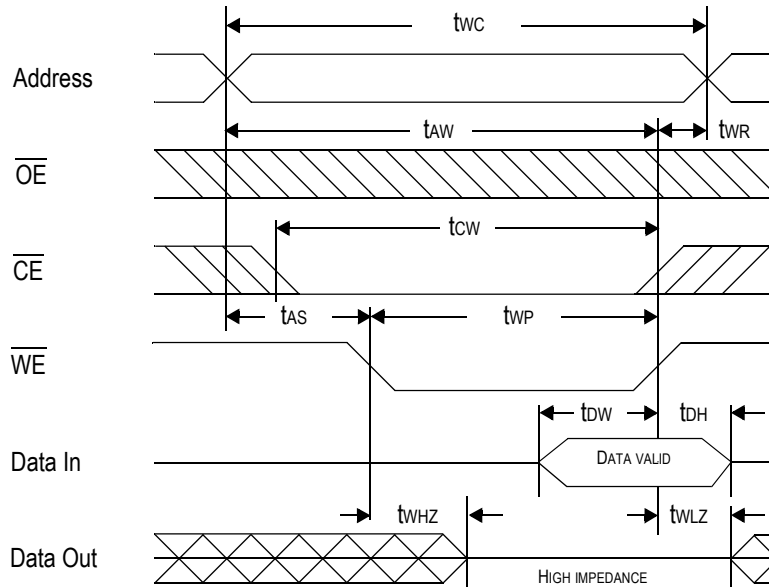 tWC
Address
tAW tWR
OE
tCW
CE
tAS tWP
WE
tDW tDH
Data In DATA VALID
tWHZ tWLZ
Data Out HIGH IMPEDANCE